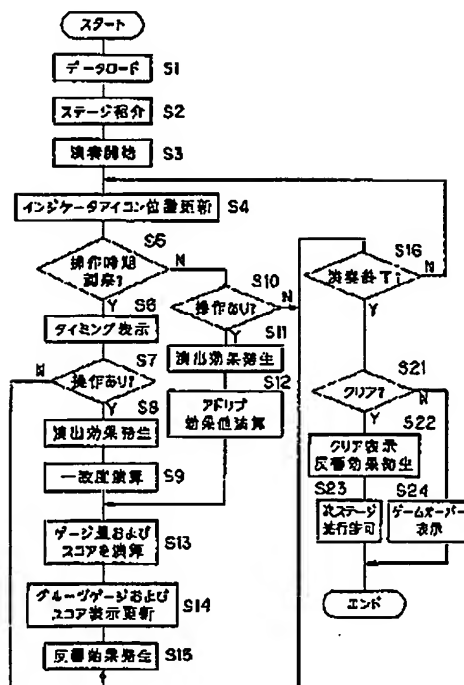 スタート
データロード S1
ステージ紹介 S2
演奏開始 S3
インジケータアイコン位置更新 S4
S5
操作時期
到来?
N
Y
S6
タイミング表示
S7
操作あり?
N
Y
S8
演出効果発生
一致度演算 S9
S10
操作あり?
N
Y
S11
演出効果発生
S12
アドリブ
効果値演算
ゲージ量および
スコアを演算 S13
グルーヴゲージおよび
スコア表示更新 S14
反響効果発生 S15
S16
演奏終了?
N
Y
S21
クリア?
N
Y
S22
クリア表示
反響効果発生
S23
次ステージ
進行許可
S24
ゲームオーバー
表示
エンド